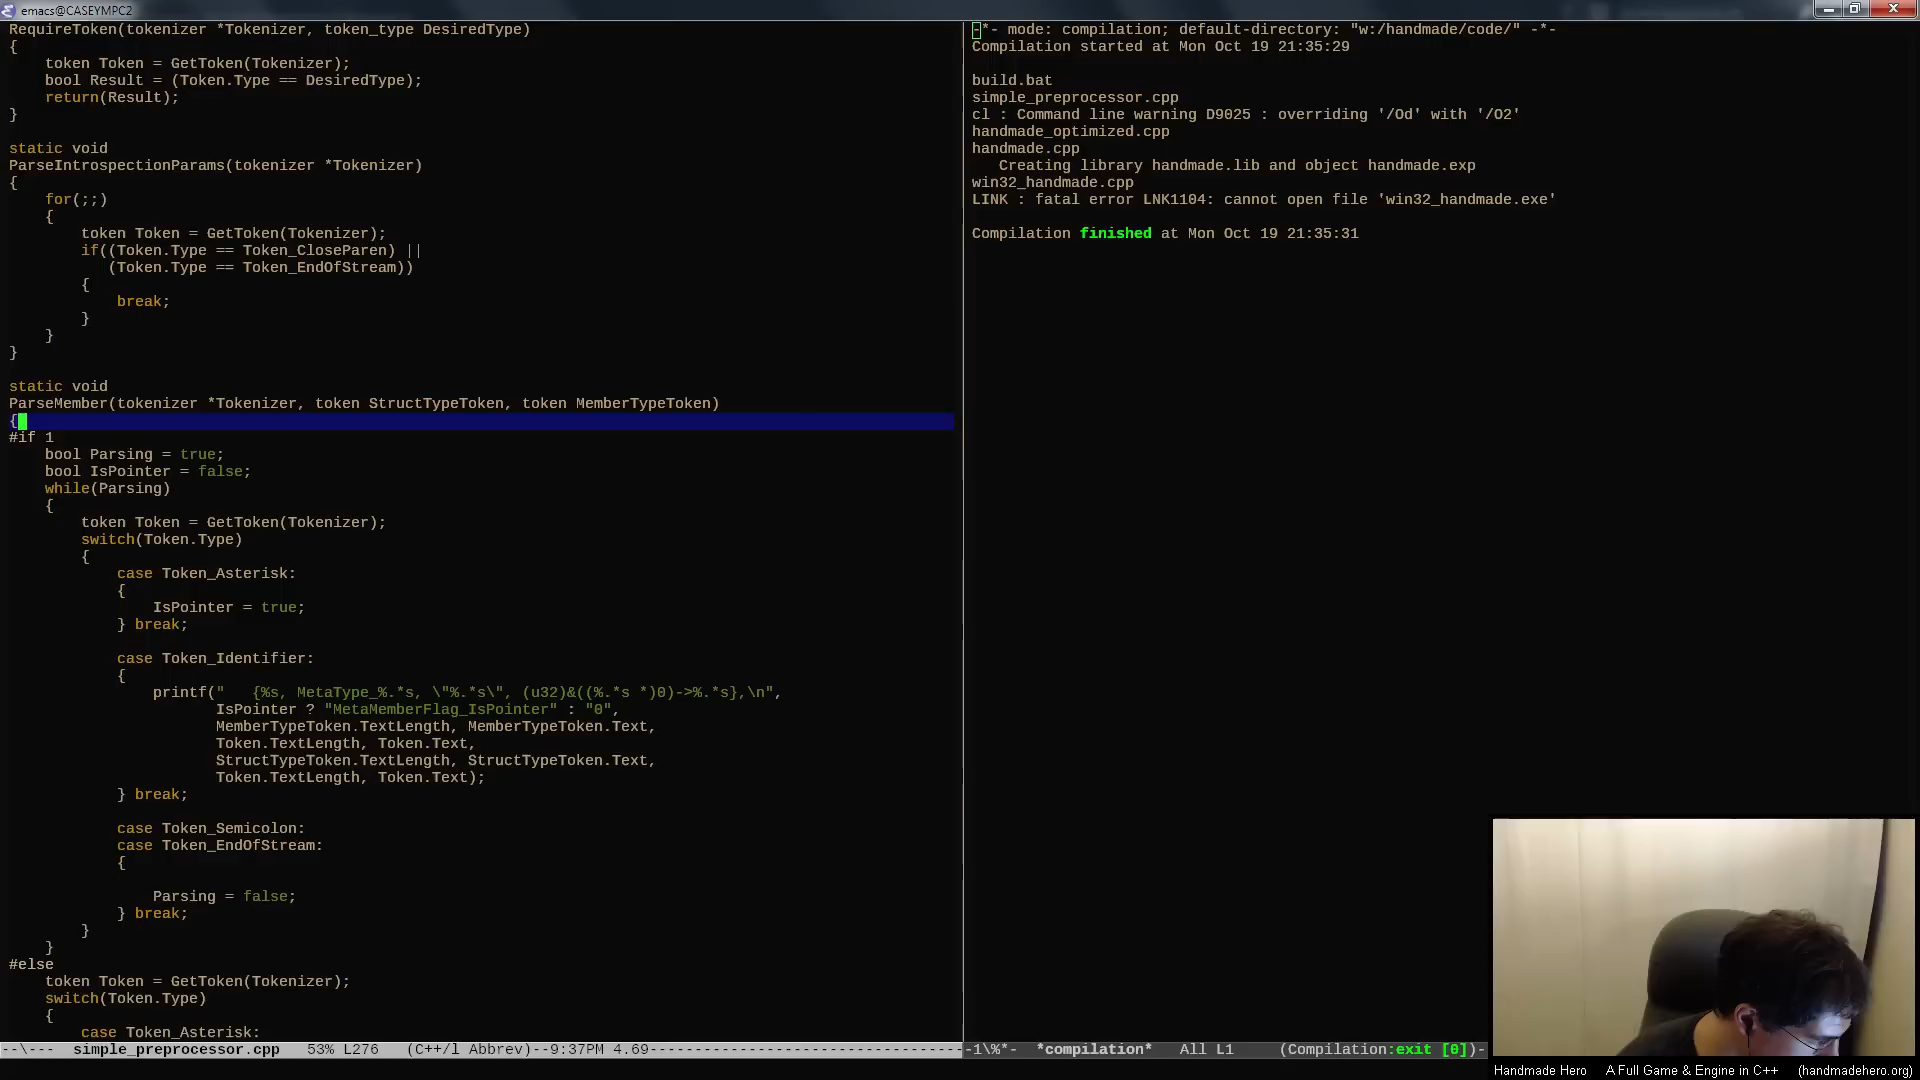 emacs@CASEYMPC2
RequireToken(tokenizer *Tokenizer, token_type DesiredType)
{
    token Token = GetToken(Tokenizer);
    bool Result = (Token.Type == DesiredType);
    return(Result);
}
static void
ParseIntrospectionParams(tokenizer *Tokenizer)
{
    for(;;)
    {
        token Token = GetToken(Tokenizer);
        if((Token.Type == Token_CloseParen) ||
           (Token.Type == Token_EndOfStream))
        {
            break;
        }
    }
}
static void
ParseMember(tokenizer *Tokenizer, token StructTypeToken, token MemberTypeToken)
{
#if 1
    bool Parsing = true;
    bool IsPointer = false;
    while(Parsing)
    {
        token Token = GetToken(Tokenizer);
        switch(Token.Type)
        {
            case Token_Asterisk:
            {
                IsPointer = true;
            } break;
            case Token_Identifier:
            {
                printf("   {%s, MetaType_%.*s, \"%.*s\", (u32)&((%.*s *)0)->%.*s},\n",
                       IsPointer ? "MetaMemberFlag_IsPointer" : "0",
                       MemberTypeToken.TextLength, MemberTypeToken.Text,
                       Token.TextLength, Token.Text,
                       StructTypeToken.TextLength, StructTypeToken.Text,
                       Token.TextLength, Token.Text);
            } break;
            case Token_Semicolon:
            case Token_EndOfStream:
            {
                Parsing = false;
            } break;
        }
    }
#else
    token Token = GetToken(Tokenizer);
    switch(Token.Type)
    {
        case Token_Asterisk:
--\---  simple_preprocessor.cpp   53% L276   (C++/l Abbrev)--9:37PM 4.69-----------------------------------
-*- mode: compilation; default-directory: "w:/handmade/code/" -*-
Compilation started at Mon Oct 19 21:35:29
build.bat
simple_preprocessor.cpp
cl : Command line warning D9025 : overriding '/Od' with '/O2'
handmade_optimized.cpp
handmade.cpp
   Creating library handmade.lib and object handmade.exp
win32_handmade.cpp
LINK : fatal error LNK1104: cannot open file 'win32_handmade.exe'
Compilation finished at Mon Oct 19 21:35:31
-1\%*-  *compilation*   All L1     (Compilation:exit [0])-
Handmade Hero    A Full Game & Engine in C++    (handmadehero.org)